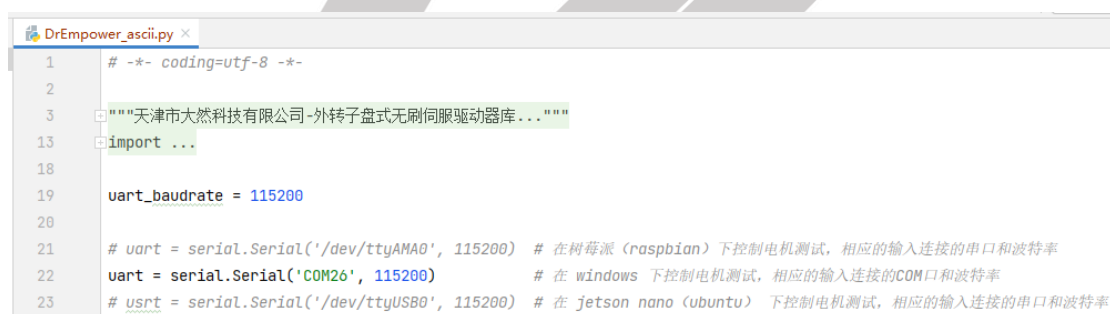 DrEmpower_ascii.py ×
1 # -*- coding=utf-8 -*-
2
3 """天津市大然科技有限公司-外转子盘式无刷伺服驱动器库..."""
13 import ...
18
19 uart_baudrate = 115200
20
21 # uart = serial.Serial('/dev/ttyAMA0', 115200) # 在树莓派（raspbian）下控制电机测试，相应的输入连接的串口和波特率
22 uart = serial.Serial('COM26', 115200) # 在 windows 下控制电机测试，相应的输入连接的COM口和波特率
23 # usrt = serial.Serial('/dev/ttyUSB0', 115200) # 在 jetson nano（ubuntu） 下控制电机测试，相应的输入连接的串口和波特率